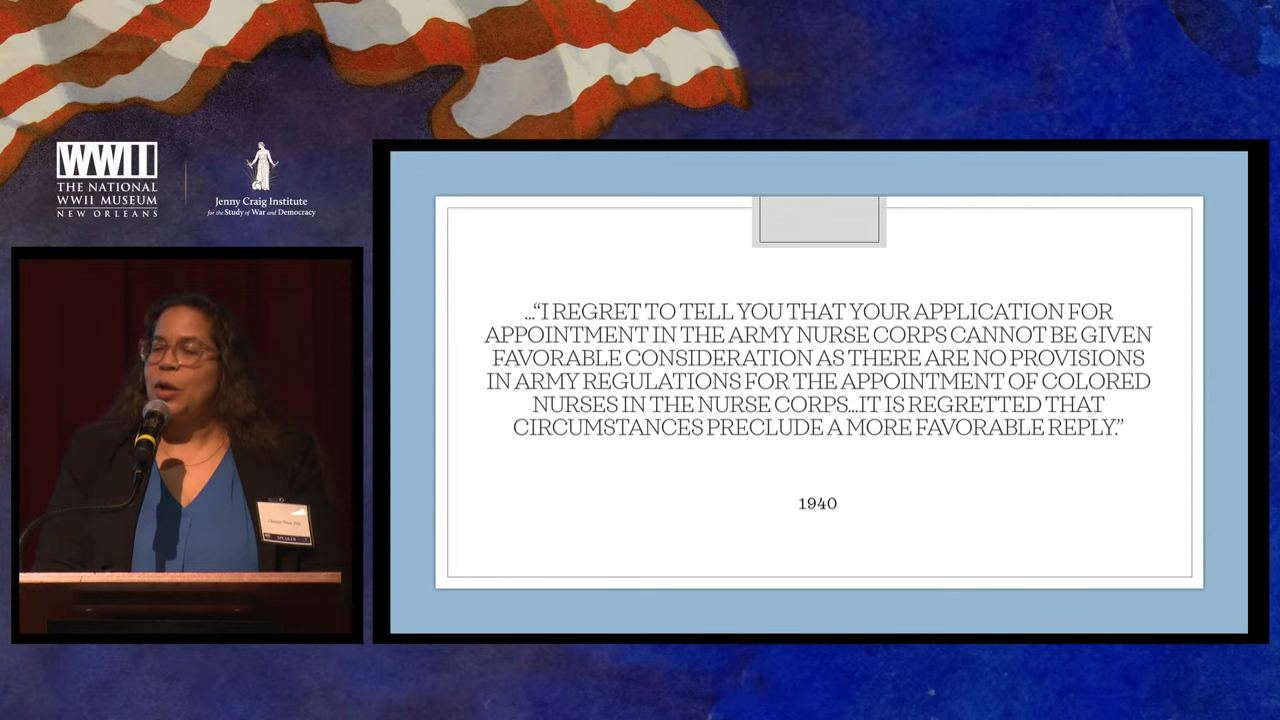 WWII
THE NATIONAL
WWII MUSEUM
NEW ORLEANS
Jenny Craig Institute
for the Study of War and Democracy
SPEAKER
…“I REGRET TO TELL YOU THAT YOUR APPLICATION FOR
APPOINTMENT IN THE ARMY NURSE CORPS CANNOT BE GIVEN
FAVORABLE CONSIDERATION AS THERE ARE NO PROVISIONS
IN ARMY REGULATIONS FOR THE APPOINTMENT OF COLORED
NURSES IN THE NURSE CORPS…IT IS REGRETTED THAT
CIRCUMSTANCES PRECLUDE A MORE FAVORABLE REPLY.”
1940